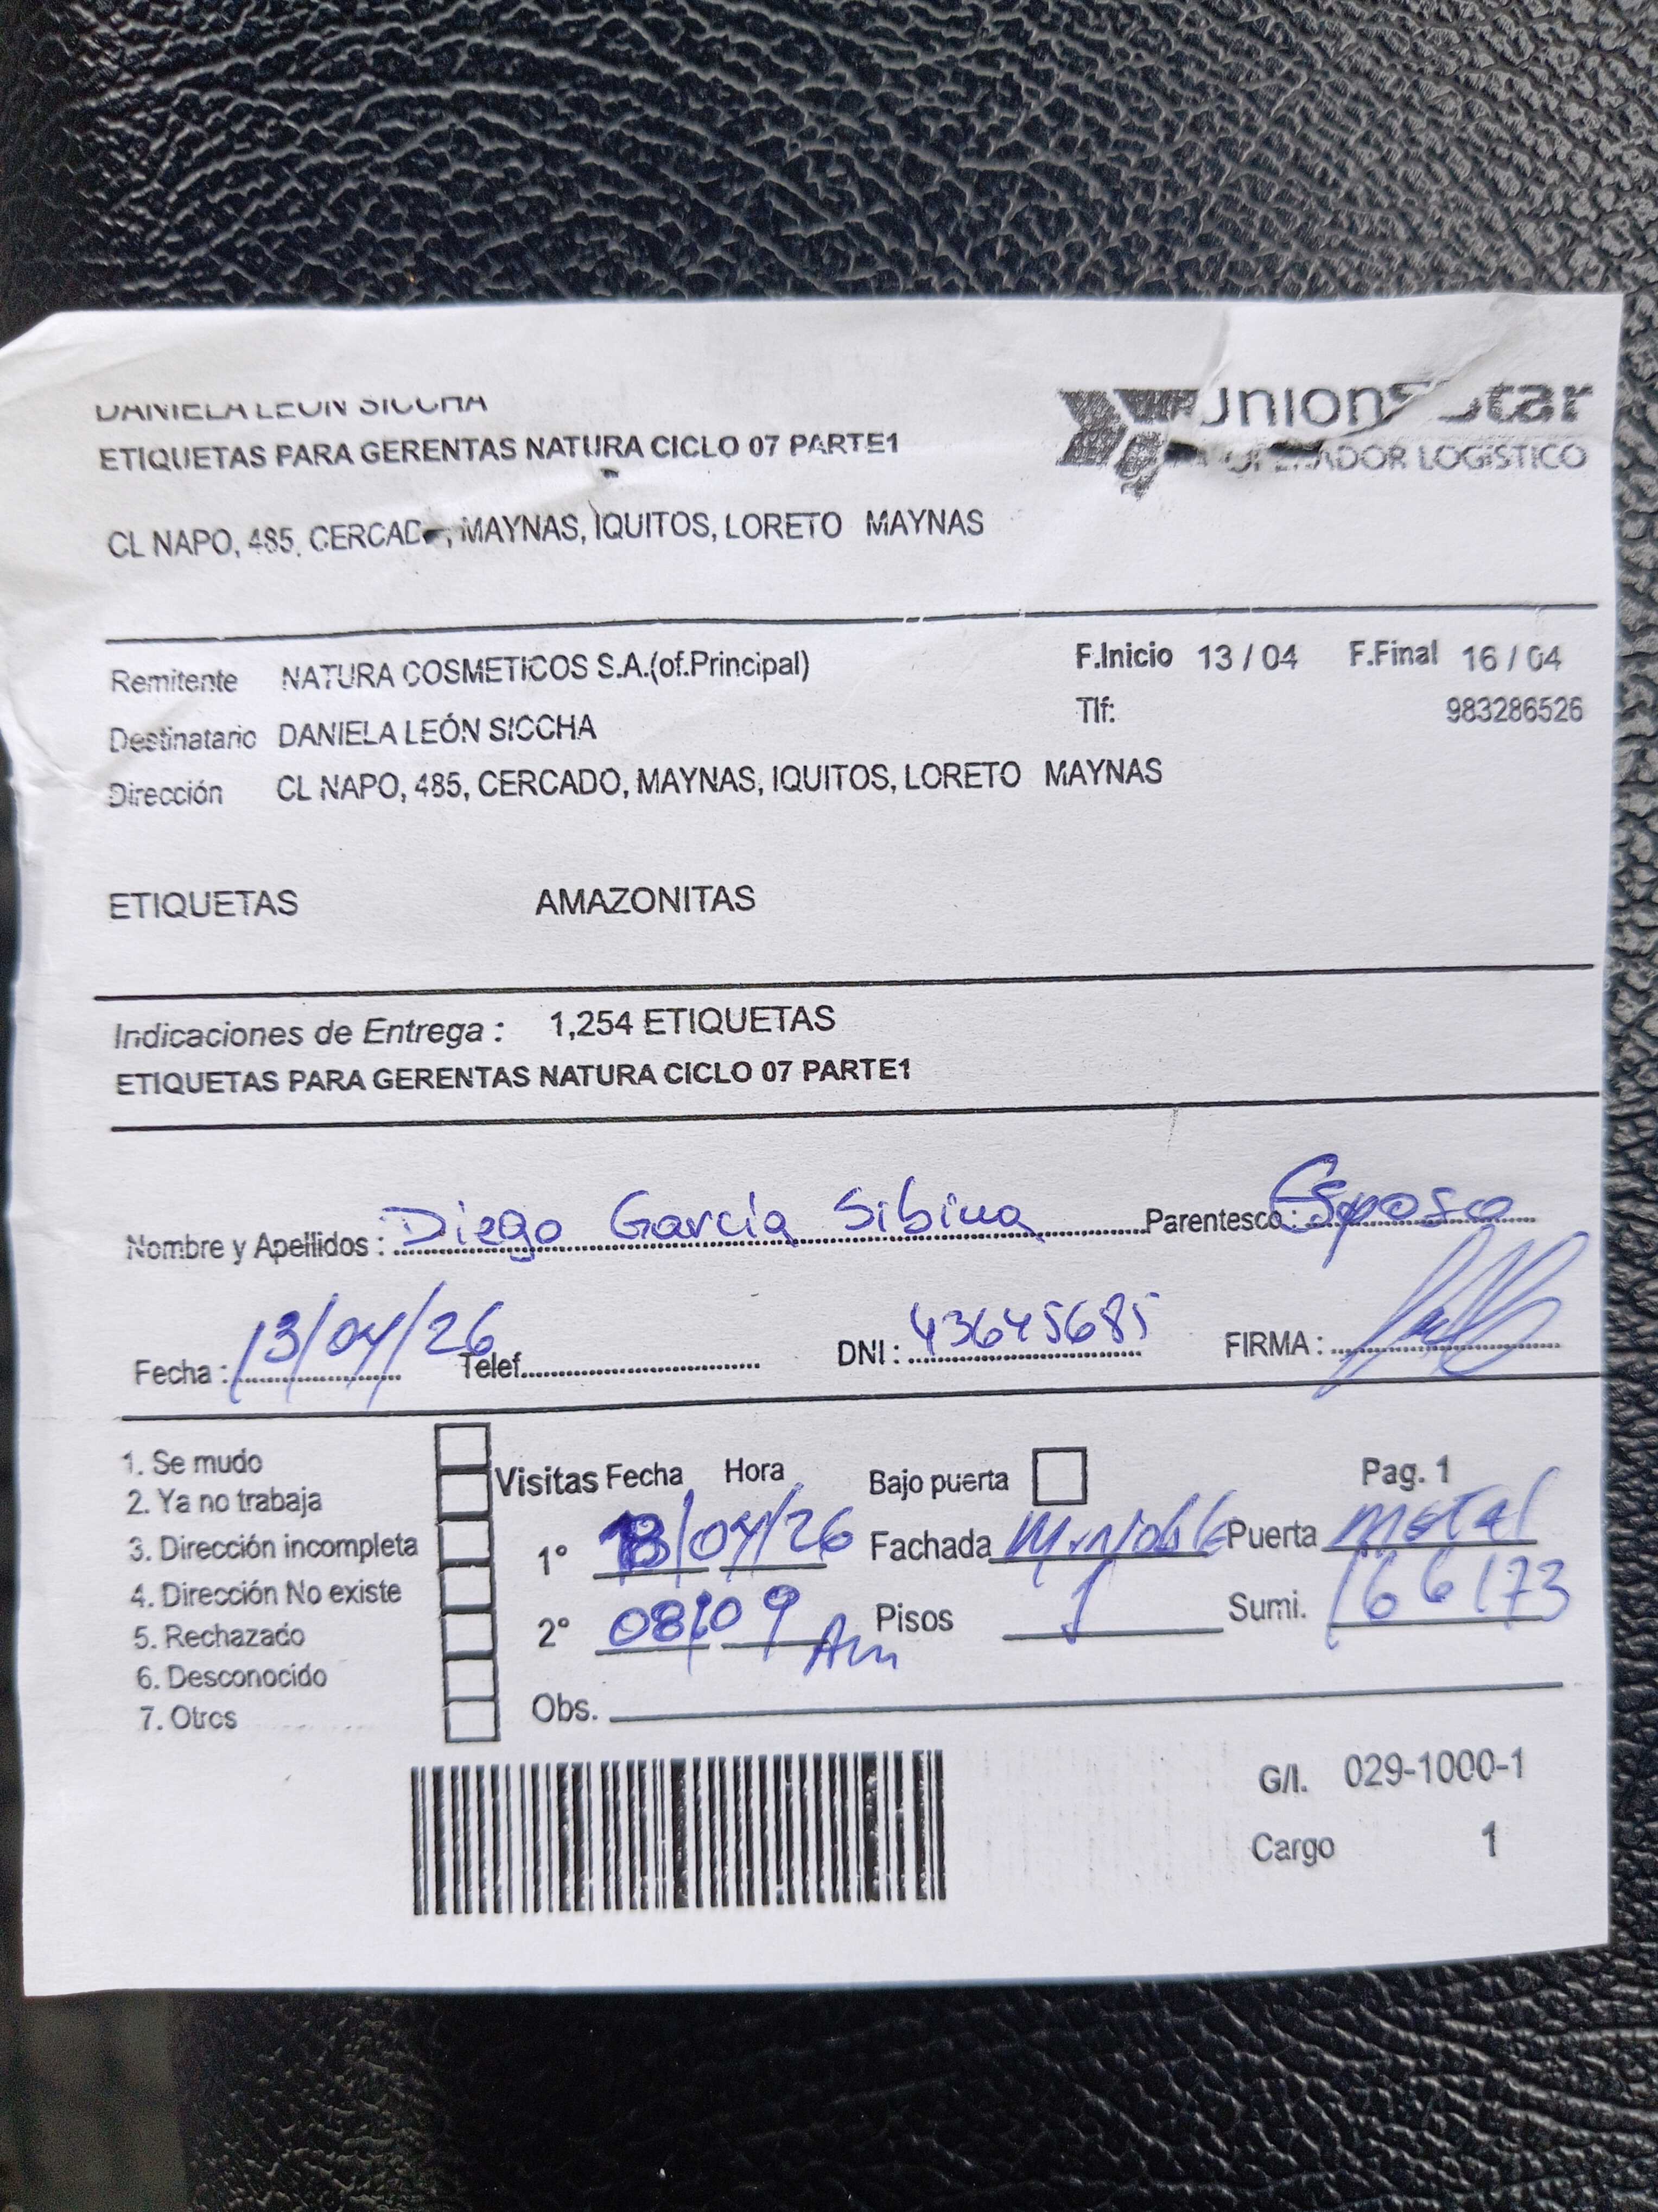 DANIELA LEÓN SICCHA
ETIQUETAS PARA GERENTAS NATURA CICLO 07 PARTE1
Union Star
OPERADOR LOGÍSTICO
CL NAPO, 485, CERCADO, MAYNAS, IQUITOS, LORETO MAYNAS
Remitente NATURA COSMETICOS S.A.(of.Principal) F.Inicio 13 / 04 F.Final 16 / 04
Destinatario DANIELA LEÓN SICCHA Tlf: 983286526
Dirección CL NAPO, 485, CERCADO, MAYNAS, IQUITOS, LORETO MAYNAS
ETIQUETAS AMAZONITAS
Indicaciones de Entrega : 1,254 ETIQUETAS
ETIQUETAS PARA GERENTAS NATURA CICLO 07 PARTE1
Nombre y Apellidos : Diego García Sibina Parentesco : Esposo
Fecha : 13/04/26 Telef. DNI : 43645685 FIRMA :
1. Se mudo
2. Ya no trabaja
3. Dirección incompleta
4. Dirección No existe
5. Rechazado
6. Desconocido
7. Otros
Visitas Fecha Hora Bajo puerta Pag. 1
1° 13/04/26 Fachada Puerta metal
2° 08:09 Am Pisos 1 Sumi. 166173
Obs.
G/I. 029-1000-1
Cargo 1